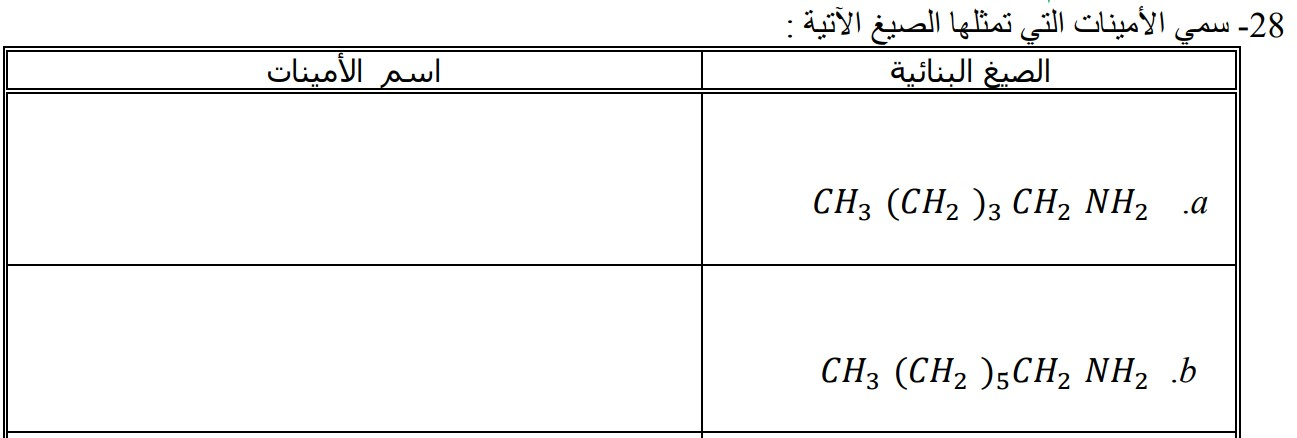 28- سمي الأمينات التي تمثلها الصيغ الآتية :
الصيغ البنائية اسم الأمينات
a. CH₃ (CH₂ )₃ CH₂ NH₂
b. CH₃ (CH₂ )₅CH₂ NH₂